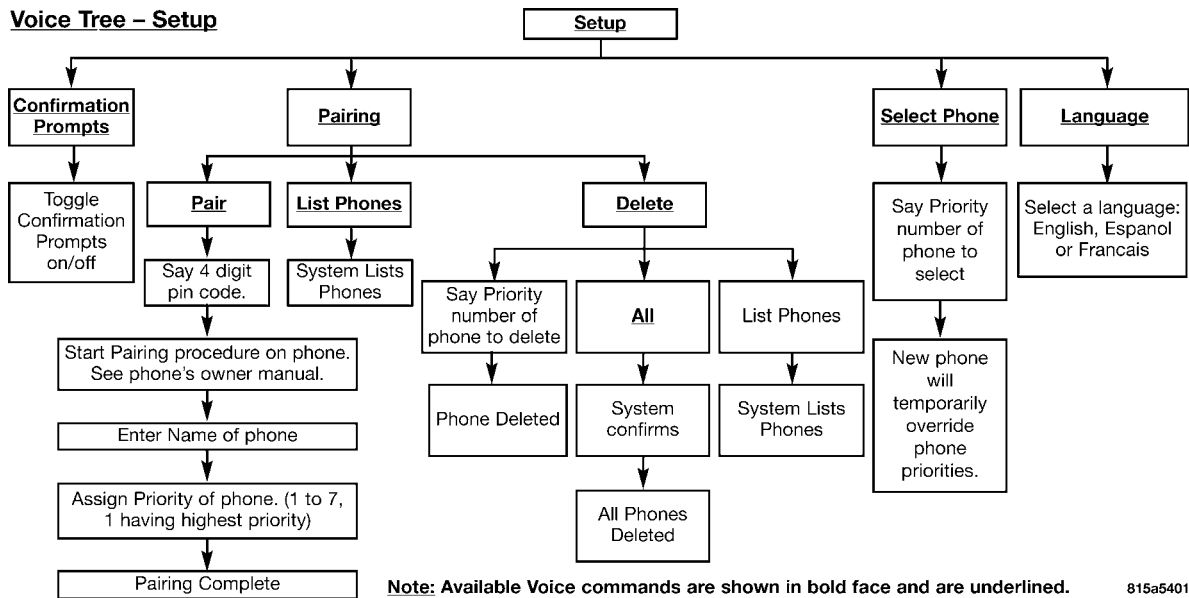 Voice Tree – Setup
Setup
Confirmation
Prompts
Pairing
Select Phone
Language
Toggle
Confirmation
Prompts
on/off
Pair
List Phones
Delete
Say Priority
number of
phone to
select
Select a language:
English, Espanol
or Francais
Say 4 digit
pin code.
System Lists
Phones
Say Priority
number of
phone to delete
All
List Phones
Start Pairing procedure on phone.
See phone's owner manual.
New phone
will
temporarily
override
phone
priorities.
Phone Deleted
System
confirms
System Lists
Phones
Enter Name of phone
Assign Priority of phone. (1 to 7,
1 having highest priority)
All Phones
Deleted
Pairing Complete
Note: Available Voice commands are shown in bold face and are underlined.
815a5401